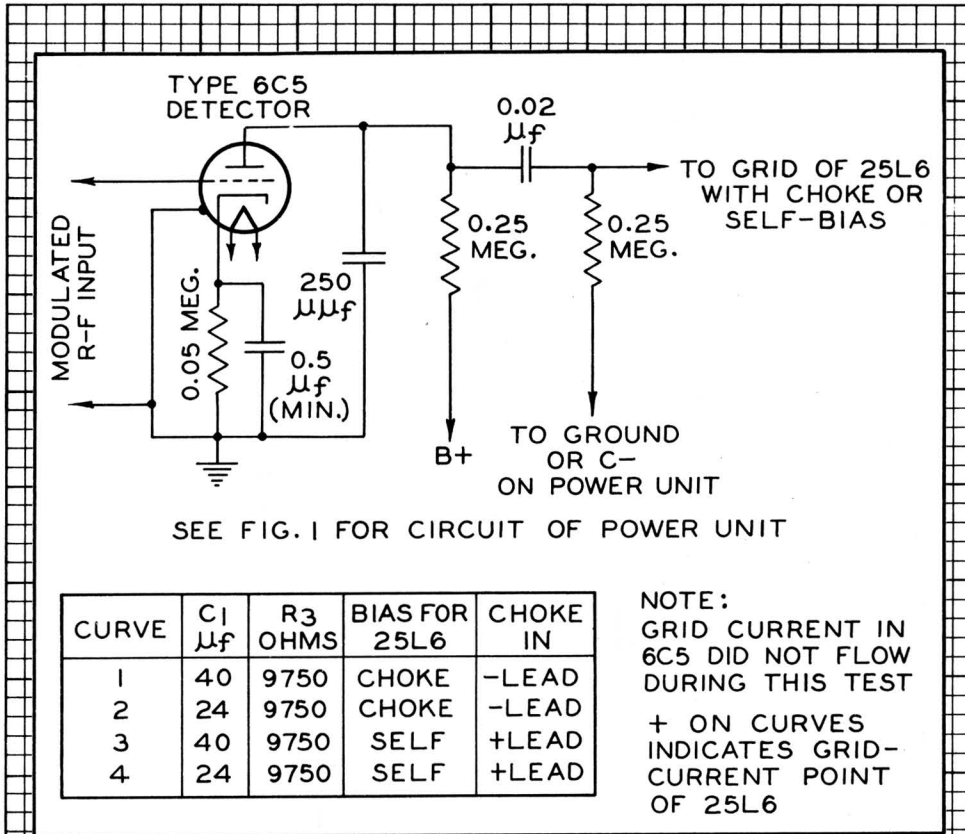 TYPE 6C5
DETECTOR
MODULATED
R-F INPUT
0.05 MEG.
0.5
μf
(MIN.)
250
μμf
0.02
μf
0.25
MEG.
0.25
MEG.
TO GRID OF 25L6
WITH CHOKE OR
SELF-BIAS
B+
TO GROUND
OR C-
ON POWER UNIT
SEE FIG. 1 FOR CIRCUIT OF POWER UNIT
CURVE C1 μf R3 OHMS BIAS FOR 25L6 CHOKE IN
1 40 9750 CHOKE -LEAD
2 24 9750 CHOKE -LEAD
3 40 9750 SELF +LEAD
4 24 9750 SELF +LEAD
NOTE:
GRID CURRENT IN
6C5 DID NOT FLOW
DURING THIS TEST
+ ON CURVES
INDICATES GRID-
CURRENT POINT
OF 25L6